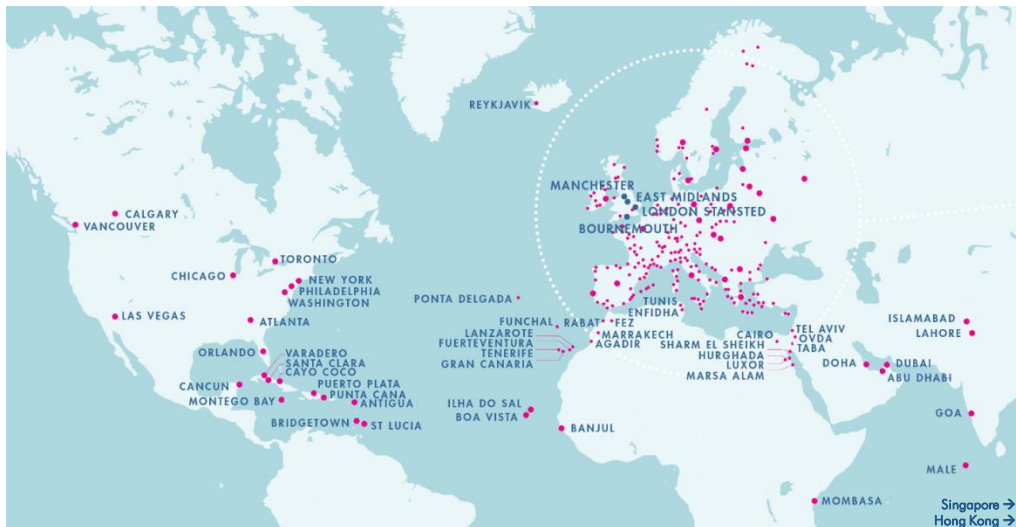 REYKJAVIK
MANCHESTER
EAST MIDLANDS
LONDON STANSTED
BOURNEMOUTH
CALGARY
VANCOUVER
TORONTO
CHICAGO
NEW YORK
PHILADELPHIA
WASHINGTON
LAS VEGAS
ATLANTA
ORLANDO
VARADERO
SANTA CLARA
CAYO COCO
CANCUN
PUERTO PLATA
PUNTA CANA
MONTEGO BAY
ANTIGUA
BRIDGETOWN
ST LUCIA
PONTA DELGADA
TUNIS
ENFIDHA
FUNCHAL
RABAT
FEZ
LANZAROTE
MARRAKECH
FUERTEVENTURA
AGADIR
TENERIFE
GRAN CANARIA
CAIRO
TEL AVIV
OVDA
SHARM EL SHEIKH
TABA
HURGHADA
LUXOR
MARSA ALAM
ISLAMABAD
LAHORE
DOHA
DUBAI
ABU DHABI
ILHA DO SAL
BOA VISTA
BANJUL
GOA
MALE
MOMBASA
Singapore →
Hong Kong →